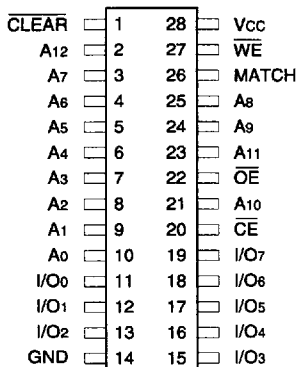 CLEAR 1 28 Vcc
A12 2 27 WE
A7 3 26 MATCH
A6 4 25 A8
A5 5 24 A9
A4 6 23 A11
A3 7 22 OE
A2 8 21 A10
A1 9 20 CE
A0 10 19 I/O7
I/O0 11 18 I/O6
I/O1 12 17 I/O5
I/O2 13 16 I/O4
GND 14 15 I/O3